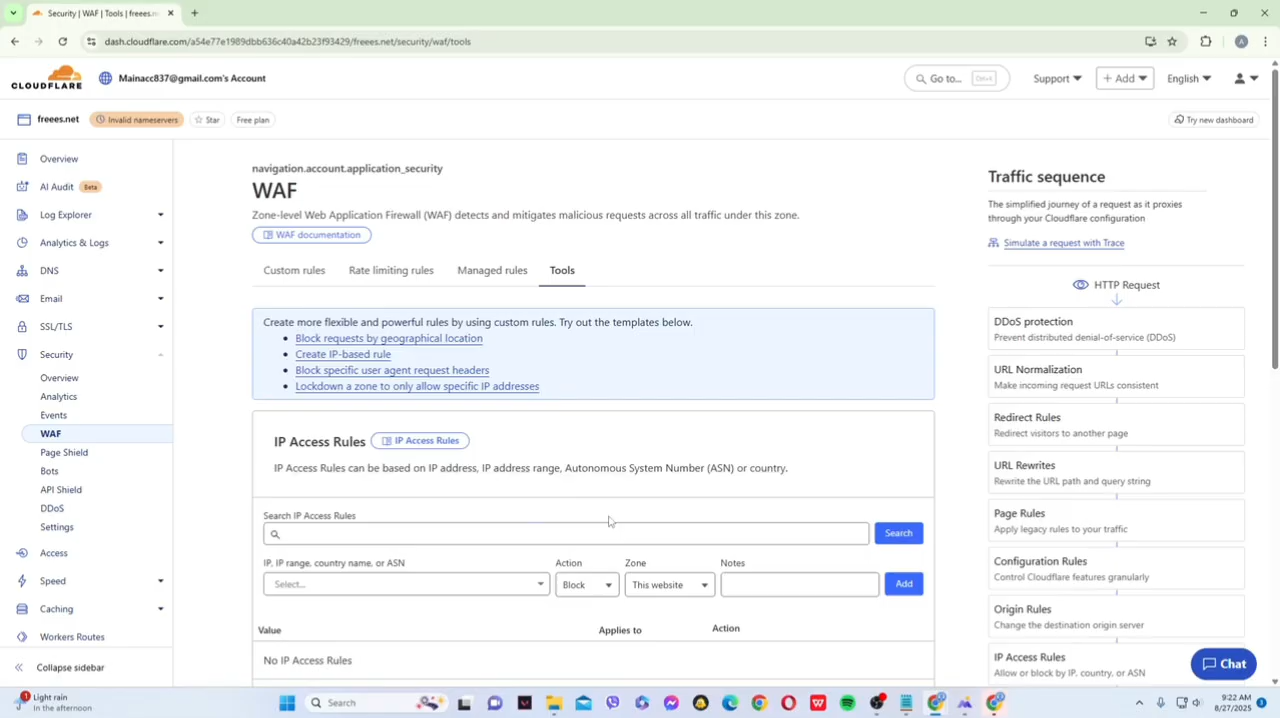 Security | WAF | Tools | freees.n
dash.cloudflare.com/a54e77e1989dbb636c40a42b23f93429/freees.net/security/waf/tools
CLOUDFLARE
Mainacc837@gmail.com's Account
Go to...
Ctrl+K
Support
+ Add
English
freees.net
Invalid nameservers
Star
Free plan
Try new dashboard
Overview
AI Audit
Beta
Log Explorer
Analytics & Logs
DNS
Email
SSL/TLS
Security
Overview
Analytics
Events
WAF
Page Shield
Bots
API Shield
DDoS
Settings
Access
Speed
Caching
Workers Routes
Collapse sidebar
navigation.account.application_security
WAF
Zone-level Web Application Firewall (WAF) detects and mitigates malicious requests across all traffic under this zone.
WAF documentation
Custom rules
Rate limiting rules
Managed rules
Tools
Create more flexible and powerful rules by using custom rules. Try out the templates below.
Block requests by geographical location
Create IP-based rule
Block specific user agent request headers
Lockdown a zone to only allow specific IP addresses
IP Access Rules
IP Access Rules
IP Access Rules can be based on IP address, IP address range, Autonomous System Number (ASN) or country.
Search IP Access Rules
Search
IP, IP range, country name, or ASN
Action
Zone
Notes
Select...
Block
This website
Add
Value
Applies to
Action
No IP Access Rules
Traffic sequence
The simplified journey of a request as it proxies
through your Cloudflare configuration
Simulate a request with Trace
HTTP Request
DDoS protection
Prevent distributed denial-of-service (DDoS)
URL Normalization
Make incoming request URLs consistent
Redirect Rules
Redirect visitors to another page
URL Rewrites
Rewrite the URL path and query string
Page Rules
Apply legacy rules to your traffic
Configuration Rules
Control Cloudflare features granularly
Origin Rules
Change the destination origin server
IP Access Rules
Allow or block by IP, country, or ASN
Chat
1
Light rain
In the afternoon
Search
9:22 AM
8/27/2025